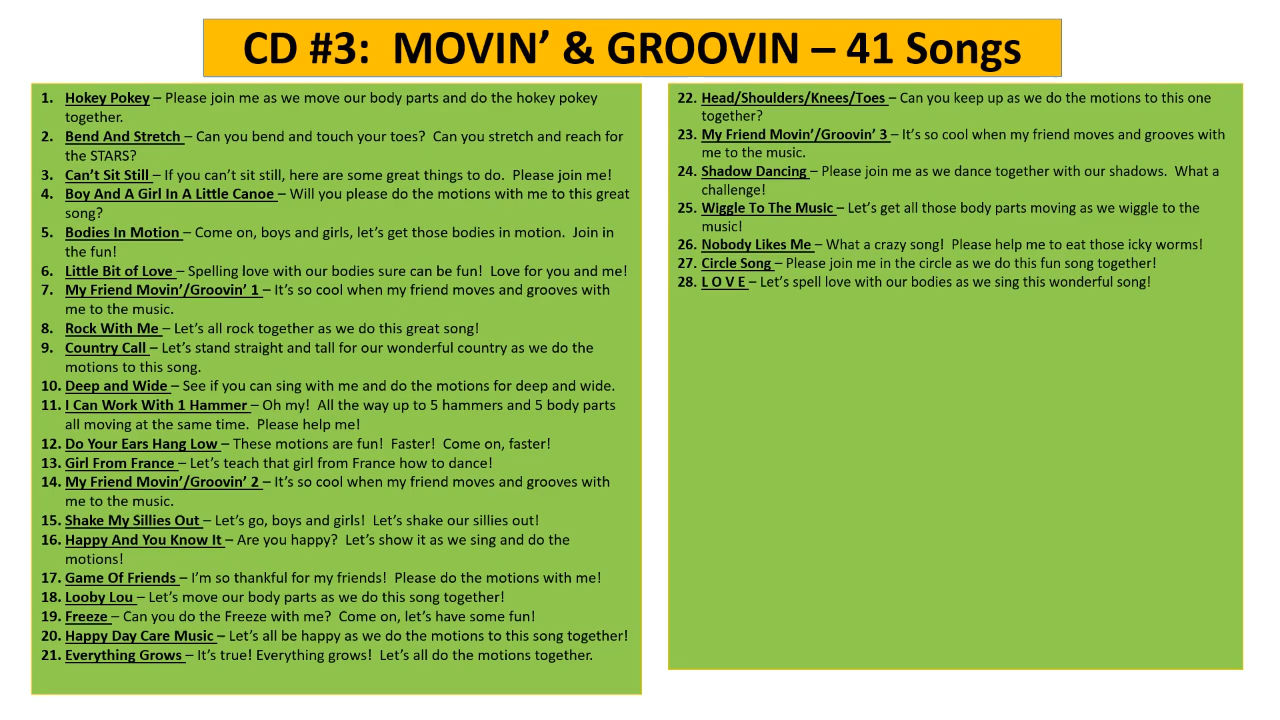 CD #3:  MOVIN’ & GROOVIN – 41 Songs
1. Hokey Pokey – Please join me as we move our body parts and do the hokey pokey
together.
2. Bend And Stretch – Can you bend and touch your toes?  Can you stretch and reach for
the STARS?
3. Can’t Sit Still – If you can’t sit still, here are some great things to do.  Please join me!
4. Boy And A Girl In A Little Canoe – Will you please do the motions with me to this great
song?
5. Bodies In Motion – Come on, boys and girls, let’s get those bodies in motion.  Join in
the fun!
6. Little Bit of Love – Spelling love with our bodies sure can be fun!  Love for you and me!
7. My Friend Movin’/Groovin’ 1 – It’s so cool when my friend moves and grooves with
me to the music.
8. Rock With Me – Let’s all rock together as we do this great song!
9. Country Call – Let’s stand straight and tall for our wonderful country as we do the
motions to this song.
10. Deep and Wide – See if you can sing with me and do the motions for deep and wide.
11. I Can Work With 1 Hammer – Oh my!  All the way up to 5 hammers and 5 body parts
all moving at the same time.  Please help me!
12. Do Your Ears Hang Low – These motions are fun!  Faster!  Come on, faster!
13. Girl From France – Let’s teach that girl from France how to dance!
14. My Friend Movin’/Groovin’ 2 – It’s so cool when my friend moves and grooves with
me to the music.
15. Shake My Sillies Out – Let’s go, boys and girls!  Let’s shake our sillies out!
16. Happy And You Know It – Are you happy?  Let’s show it as we sing and do the
motions!
17. Game Of Friends – I’m so thankful for my friends!  Please do the motions with me!
18. Looby Lou – Let’s move our body parts as we do this song together!
19. Freeze – Can you do the Freeze with me?  Come on, let’s have some fun!
20. Happy Day Care Music – Let’s all be happy as we do the motions to this song together!
21. Everything Grows – It’s true! Everything grows!  Let’s all do the motions together.
22. Head/Shoulders/Knees/Toes – Can you keep up as we do the motions to this one
together?
23. My Friend Movin’/Groovin’ 3 – It’s so cool when my friend moves and grooves with
me to the music.
24. Shadow Dancing – Please join me as we dance together with our shadows.  What a
challenge!
25. Wiggle To The Music – Let’s get all those body parts moving as we wiggle to the
music!
26. Nobody Likes Me – What a crazy song!  Please help me to eat those icky worms!
27. Circle Song – Please join me in the circle as we do this fun song together!
28. L O V E – Let’s spell love with our bodies as we sing this wonderful song!